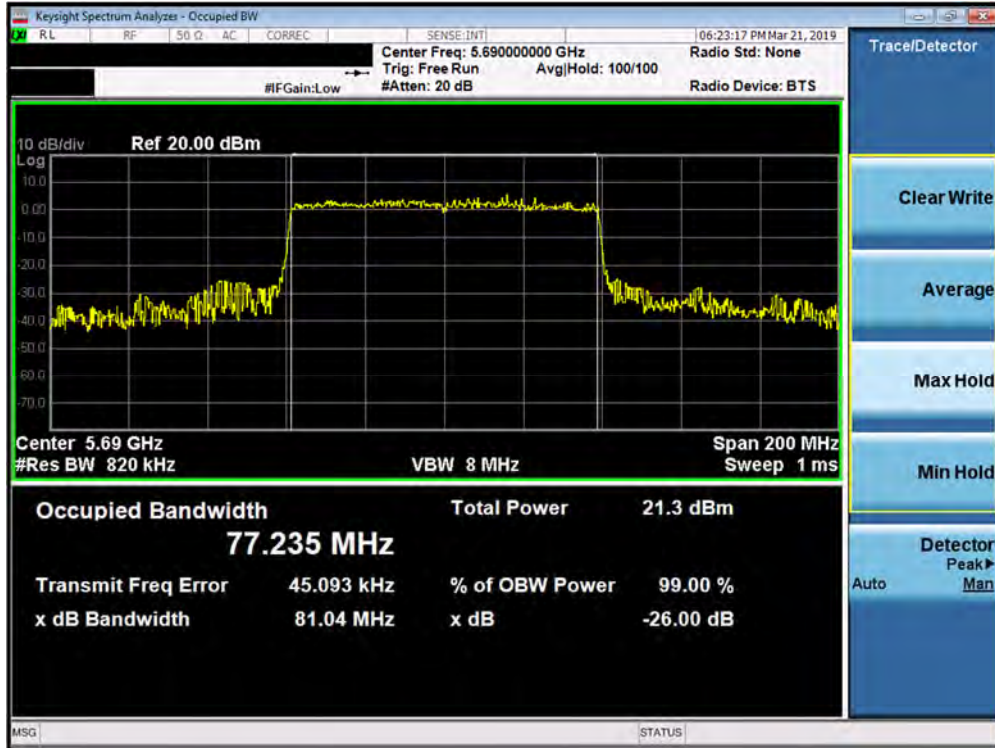 Keysight Spectrum Analyzer - Occupied BW
LXI RL RF 50 Ω AC CORREC SENSE:INT 06:23:17 PM Mar 21, 2019
Center Freq: 5.690000000 GHz Radio Std: None
Trig: Free Run Avg|Hold: 100/100
#IFGain:Low #Atten: 20 dB Radio Device: BTS
10 dB/div Ref 20.00 dBm
Log
10.0
0.00
-10.0
-20.0
-30.0
-40.0
-50.0
-60.0
-70.0
Center 5.69 GHz Span 200 MHz
#Res BW 820 kHz VBW 8 MHz Sweep 1 ms
Occupied Bandwidth Total Power 21.3 dBm
77.235 MHz
Transmit Freq Error 45.093 kHz % of OBW Power 99.00 %
x dB Bandwidth 81.04 MHz x dB -26.00 dB
MSG STATUS
Trace/Detector
Clear Write
Average
Max Hold
Min Hold
Detector
Peak▶
Auto Man